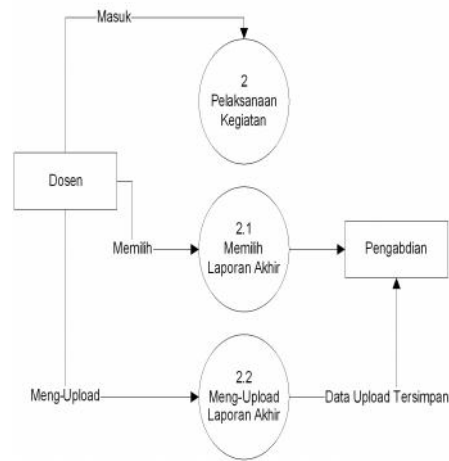 Masuk
2
Pelaksanaan
Kegiatan
Dosen
Memilih
2.1
Memilih
Laporan Akhir
Pengabdian
Meng-Upload
2.2
Meng-Upload
Laporan Akhir
Data Upload Tersimpan